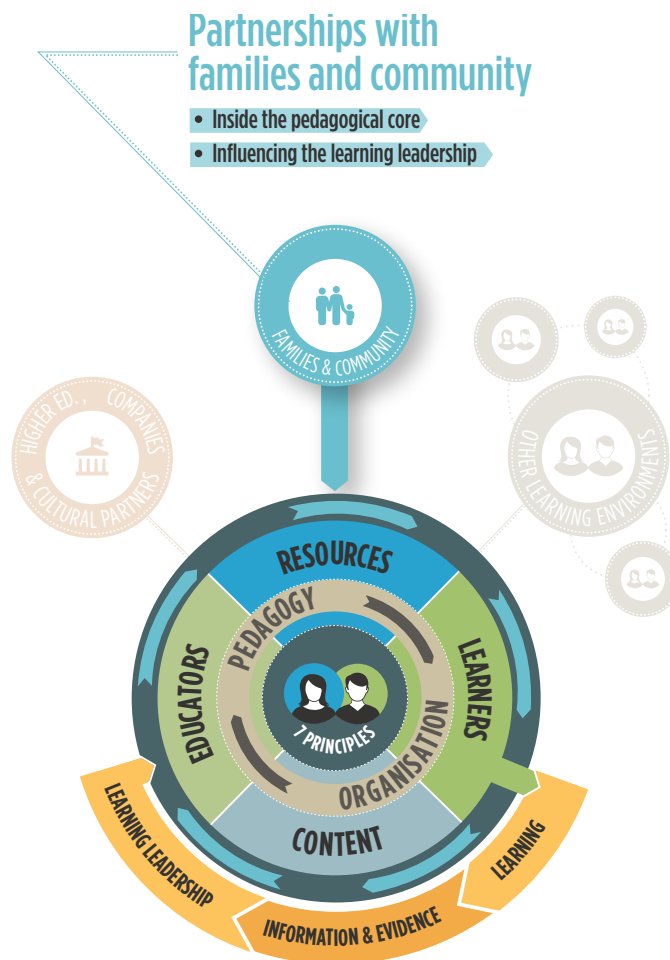 Partnerships with
families and community
• Inside the pedagogical core
• Influencing the learning leadership
FAMILIES & COMMUNITY
HIGHER ED., COMPANIES
& CULTURAL PARTNERS
OTHER LEARNING ENVIRONMENTS
RESOURCES
PEDAGOGY
EDUCATORS
LEARNERS
7 PRINCIPLES
ORGANISATION
CONTENT
LEARNING LEADERSHIP
LEARNING
INFORMATION & EVIDENCE